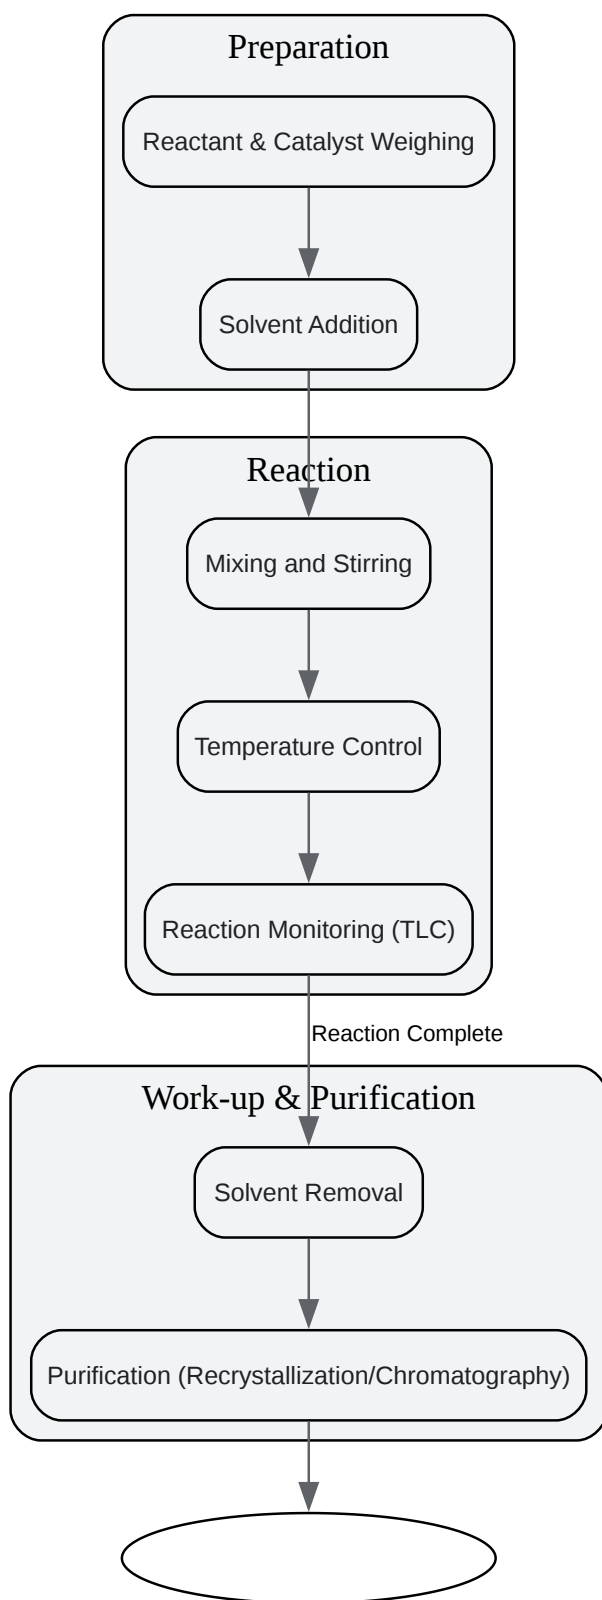 Preparation
Reactant & Catalyst Weighing
Solvent Addition
Reaction
Mixing and Stirring
Temperature Control
Reaction Monitoring (TLC)
Reaction Complete
Work-up & Purification
Solvent Removal
Purification (Recrystallization/Chromatography)